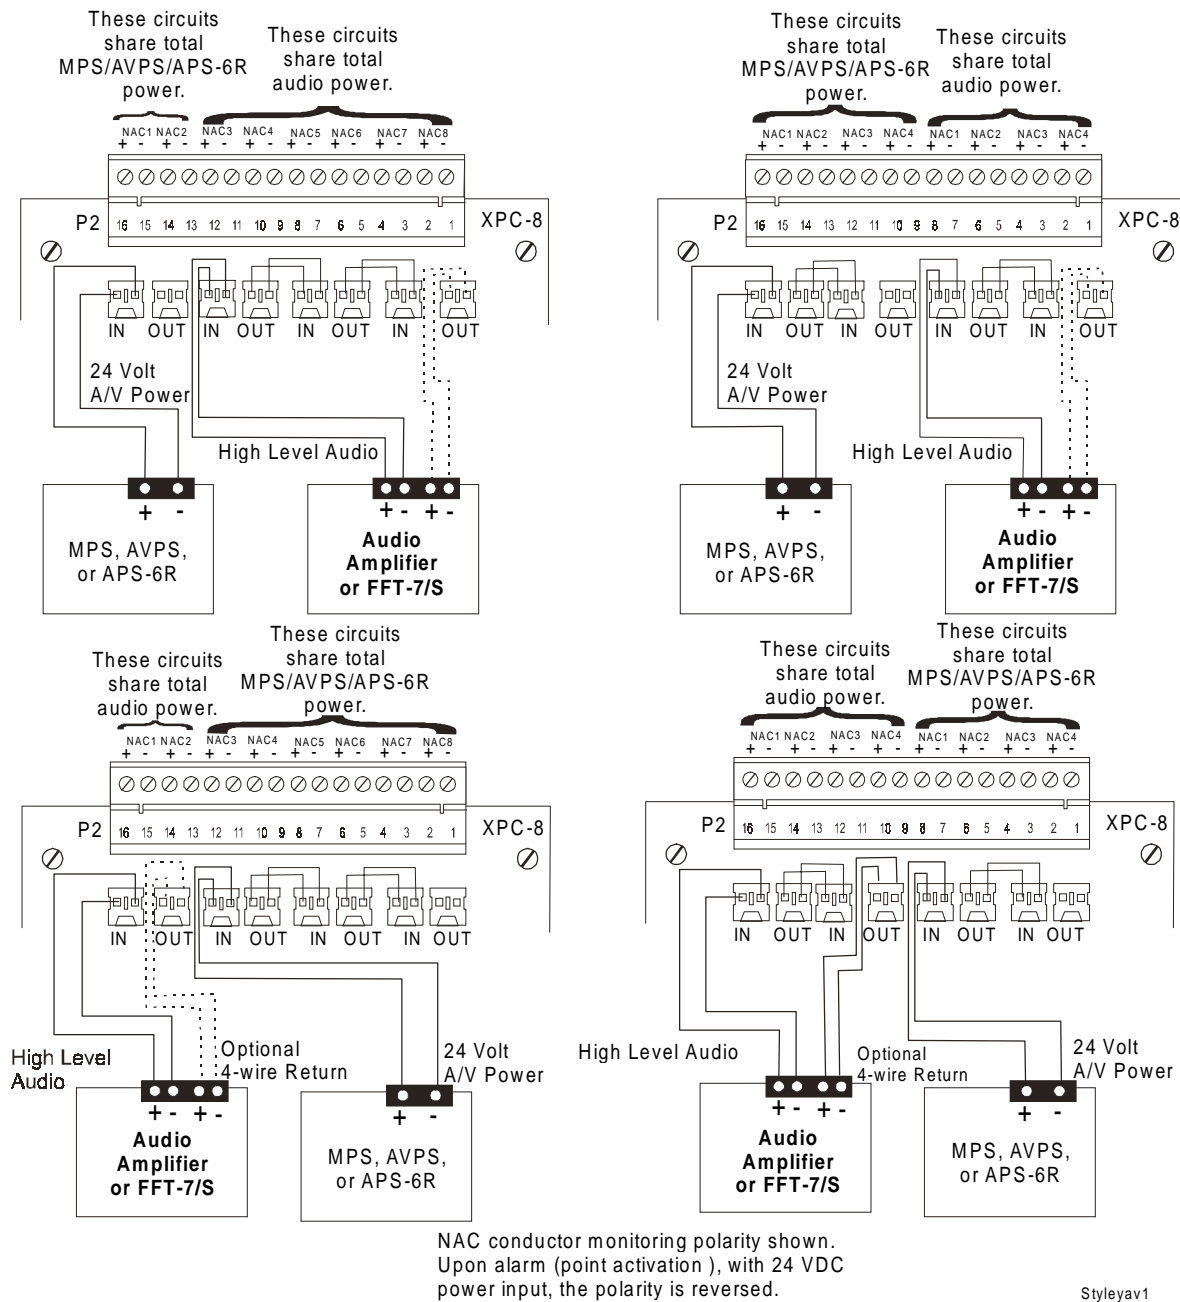 These circuits
share total
MPS/AVPS/APS-6R
power.
These circuits
share total
audio power.
NAC1 NAC2 NAC3 NAC4 NAC5 NAC6 NAC7 NAC8
+ - + - + - + - + - + - + - + -
P2
16 15 14 13 12 11 10 9 8 7 6 5 4 3 2 1
XPC-8
IN OUT IN OUT IN OUT IN OUT
24 Volt
A/V Power
High Level Audio
+ -
MPS, AVPS,
or APS-6R
+ - + -
Audio
Amplifier
or FFT-7/S
These circuits
share total
MPS/AVPS/APS-6R
power.
These circuits
share total
audio power.
NAC1 NAC2 NAC3 NAC4 NAC1 NAC2 NAC3 NAC4
+ - + - + - + - + - + - + - + -
P2
16 15 14 13 12 11 10 9 8 7 6 5 4 3 2 1
XPC-8
IN OUT IN OUT IN OUT IN OUT
24 Volt
A/V Power
High Level Audio
+ -
MPS, AVPS,
or APS-6R
+ - + -
Audio
Amplifier
or FFT-7/S
These circuits
share total
audio power.
These circuits
share total
MPS/AVPS/APS-6R
power.
NAC1 NAC2 NAC3 NAC4 NAC5 NAC6 NAC7 NAC8
+ - + - + - + - + - + - + - + -
P2
16 15 14 13 12 11 10 9 8 7 6 5 4 3 2 1
XPC-8
IN OUT IN OUT IN OUT IN OUT
High Level
Audio
Optional
4-wire Return
24 Volt
A/V Power
+ - + -
Audio
Amplifier
or FFT-7/S
+ -
MPS, AVPS,
or APS-6R
These circuits
share total
audio power.
These circuits
share total
MPS/AVPS/APS-6R
power.
NAC1 NAC2 NAC3 NAC4 NAC1 NAC2 NAC3 NAC4
+ - + - + - + - + - + - + - + -
P2
16 15 14 13 12 11 10 9 8 7 6 5 4 3 2 1
XPC-8
IN OUT IN OUT IN OUT IN OUT
High Level Audio
Optional
4-wire Return
24 Volt
A/V Power
+ - + -
Audio
Amplifier
or FFT-7/S
+ -
MPS, AVPS,
or APS-6R
NAC conductor monitoring polarity shown.
Upon alarm (point activation ), with 24 VDC
power input, the polarity is reversed.
Styleyav1